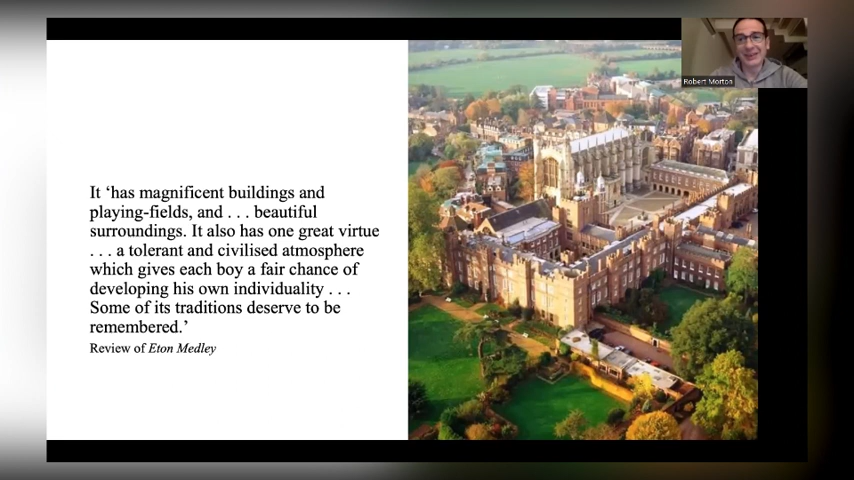 Robert Morton
It ‘has magnificent buildings and
playing-fields, and . . . beautiful
surroundings. It also has one great virtue
. . . a tolerant and civilised atmosphere
which gives each boy a fair chance of
developing his own individuality . . .
Some of its traditions deserve to be
remembered.’
Review of Eton Medley